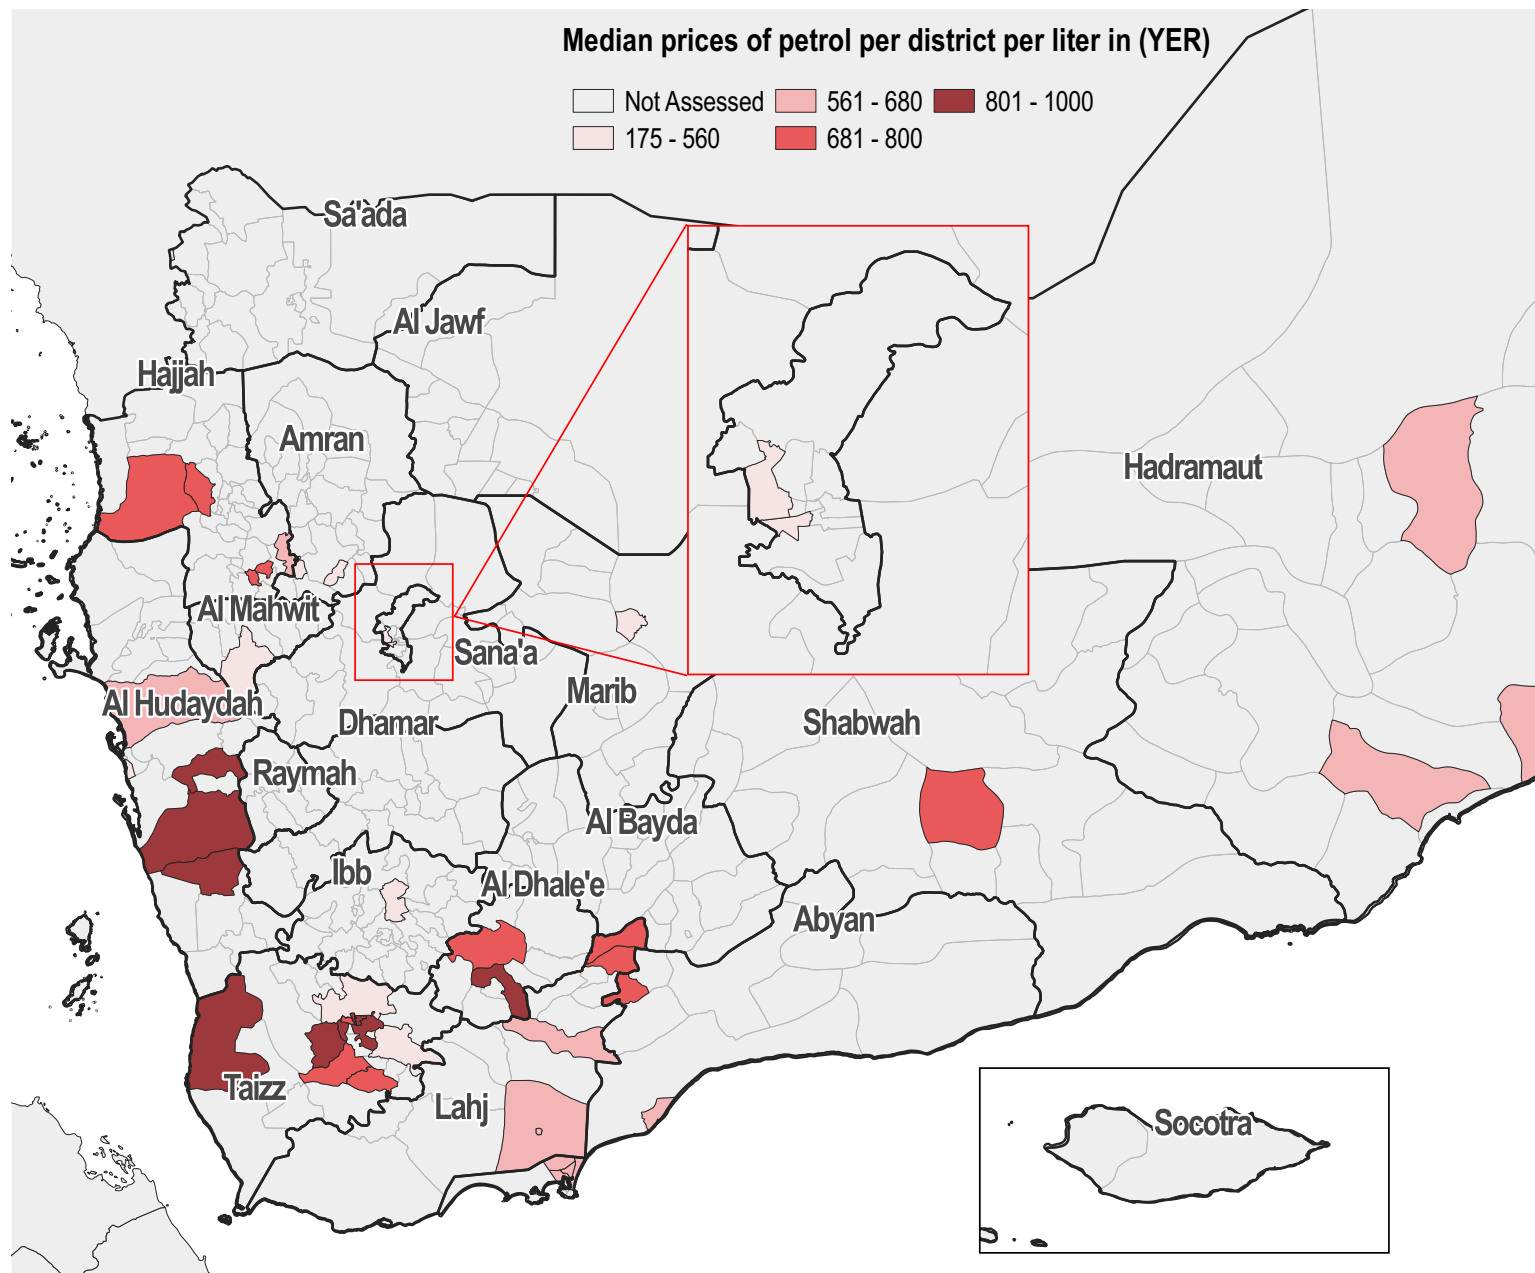 Median prices of petrol per district per liter in (YER)
Not Assessed 561 - 680 801 - 1000
175 - 560 681 - 800
Sa'ada
Al Jawf
Hajjah
Amran
Hadramaut
Al Mahwit
Sana'a
Marib
Al Hudaydah
Dhamar
Shabwah
Raymah
Al Bayda
Ibb
Al Dhale'e
Abyan
Taizz
Lahj
Socotra